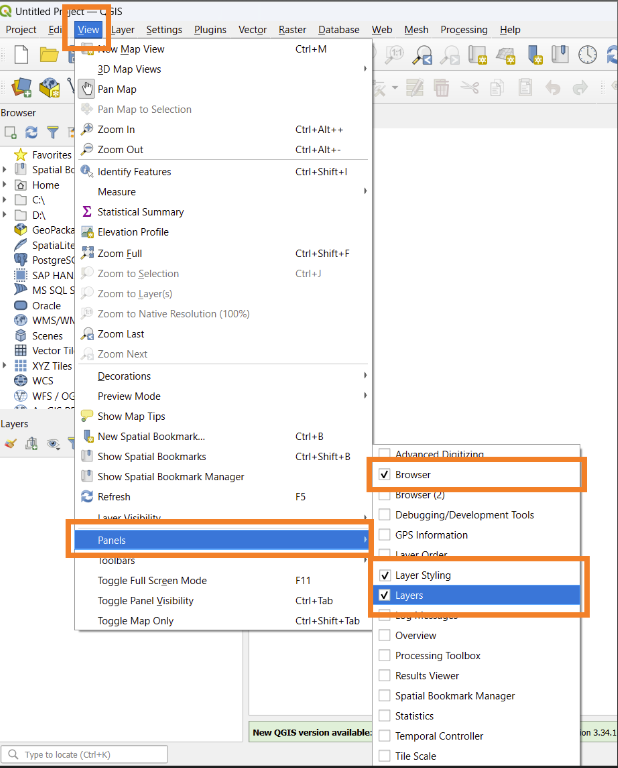 Untitled Project — QGIS
Project Edit View Layer Settings Plugins Vector Raster Database Web Mesh Processing Help
New Map View Ctrl+M
3D Map Views
Pan Map
Pan Map to Selection
Zoom In Ctrl+Alt++
Zoom Out Ctrl+Alt+-
Identify Features Ctrl+Shift+I
Measure
Statistical Summary
Elevation Profile
Zoom Full Ctrl+Shift+F
Zoom to Selection Ctrl+J
Zoom to Layer(s)
Zoom to Native Resolution (100%)
Zoom Last
Zoom Next
Decorations
Preview Mode
Show Map Tips
New Spatial Bookmark... Ctrl+B
Show Spatial Bookmarks Ctrl+Shift+B
Show Spatial Bookmark Manager
Refresh F5
Layer Visibility
Panels
Toolbars
Toggle Full Screen Mode F11
Toggle Panel Visibility Ctrl+Tab
Toggle Map Only Ctrl+Shift+Tab
Browser
Favorites
Spatial Bo
Home
C:\
D:\
GeoPacka
SpatiaLite
PostgreSQ
SAP HAN
MS SQL S
Oracle
WMS/WM
Scenes
Vector Til
XYZ Tiles
WCS
WFS / OG
Layers
Advanced Digitizing
Browser
Browser (2)
Debugging/Development Tools
GPS Information
Layer Order
Layer Styling
Layers
Log Messages
Overview
Processing Toolbox
Results Viewer
Spatial Bookmark Manager
Statistics
Temporal Controller
Tile Scale
New QGIS version available: on 3.34.1
Type to locate (Ctrl+K)